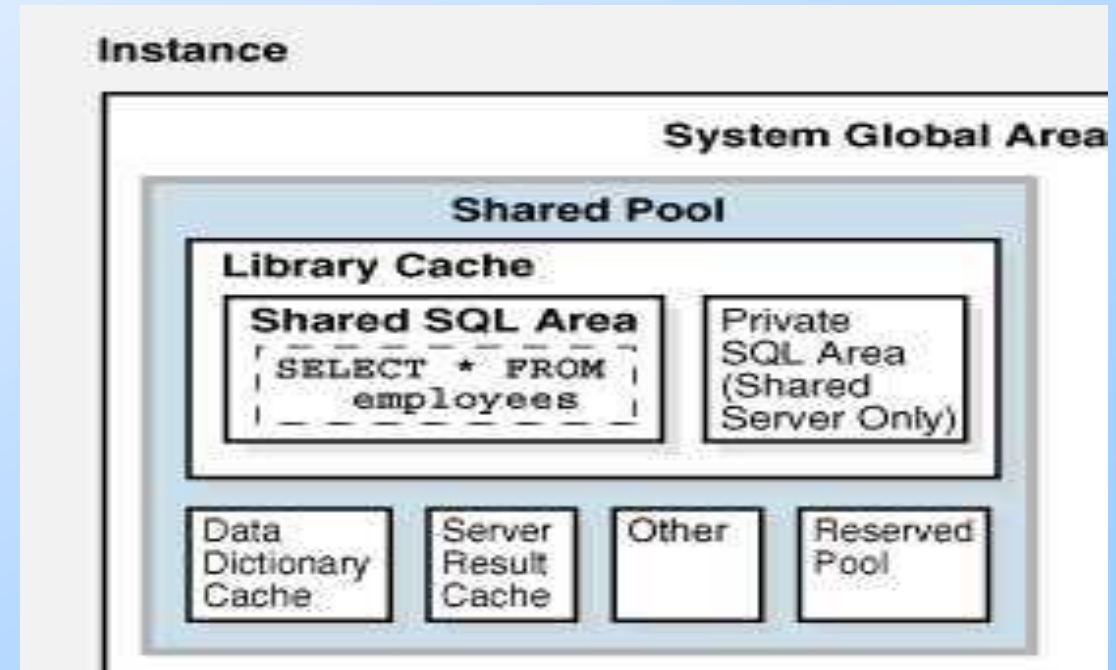 Instance
System Global Area
Shared Pool
Library Cache
Shared SQL Area
SELECT * FROM
employees
Private
SQL Area
(Shared
Server Only)
Data
Dictionary
Cache
Server
Result
Cache
Other
Reserved
Pool